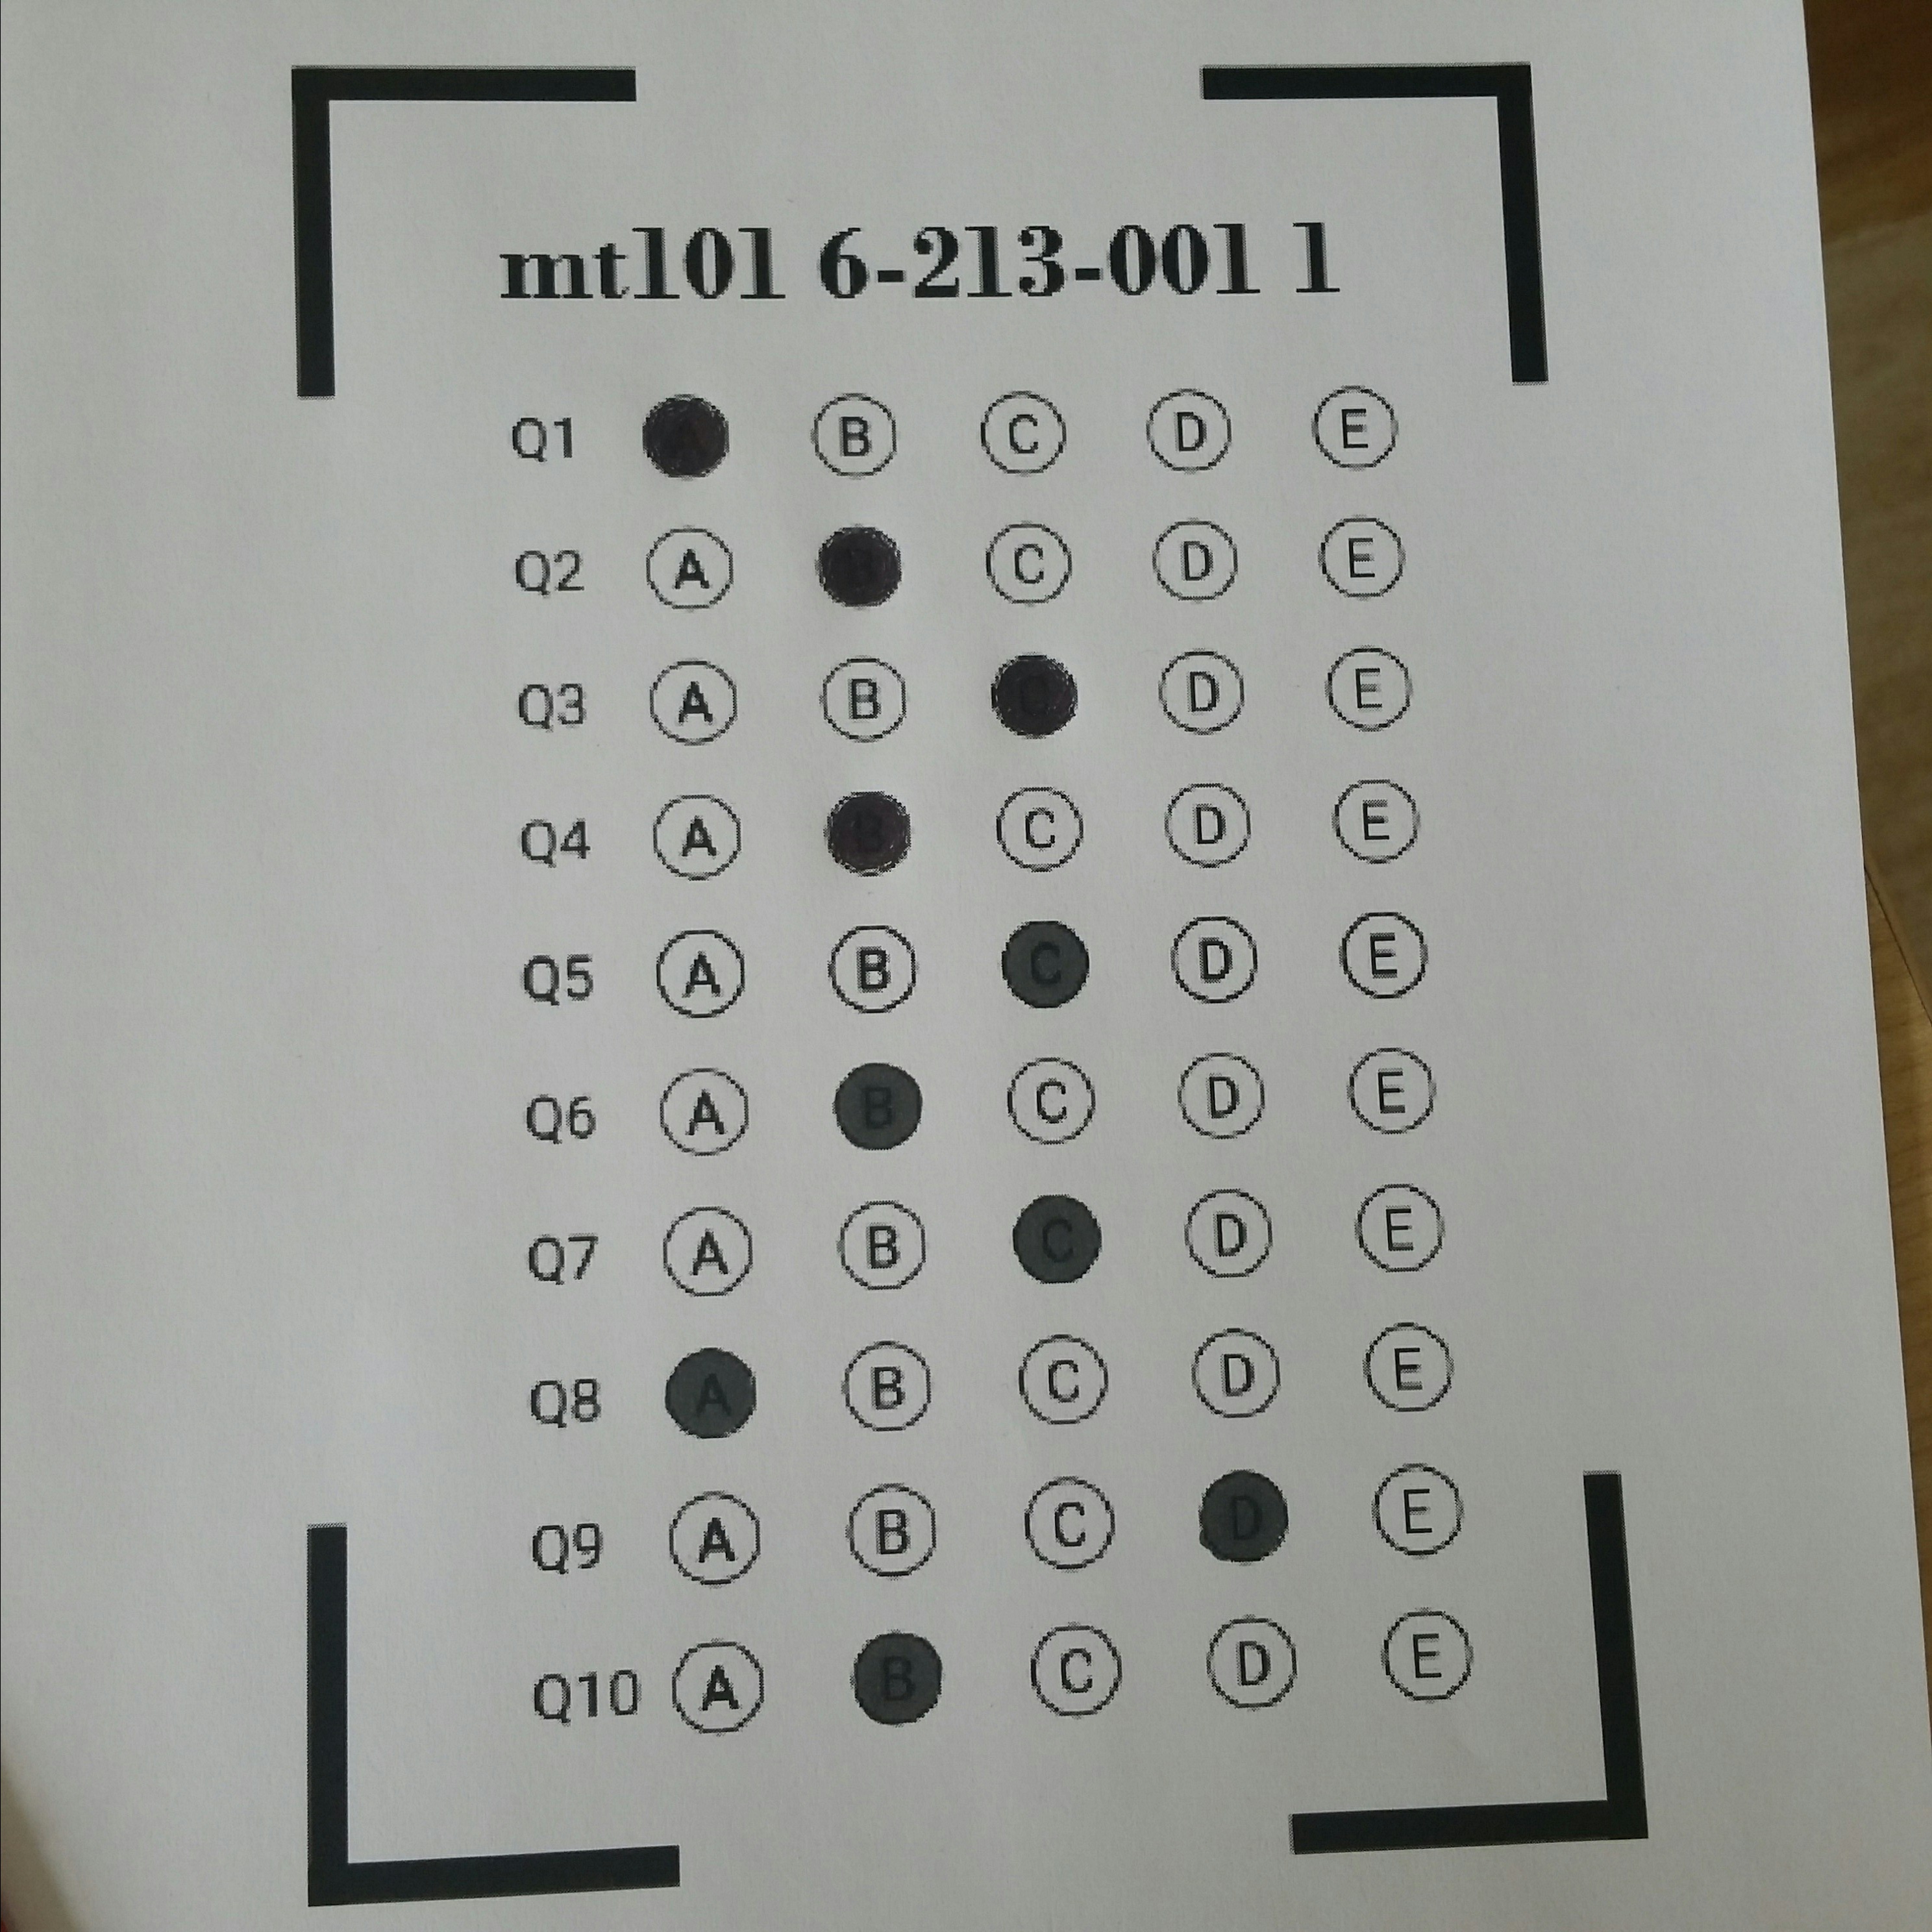 mt101 6-213-001 1
Q1 A B C D E
Q2 A B C D E
Q3 A B C D E
Q4 A B C D E
Q5 A B C D E
Q6 A B C D E
Q7 A B C D E
Q8 A B C D E
Q9 A B C D E
Q10 A B C D E